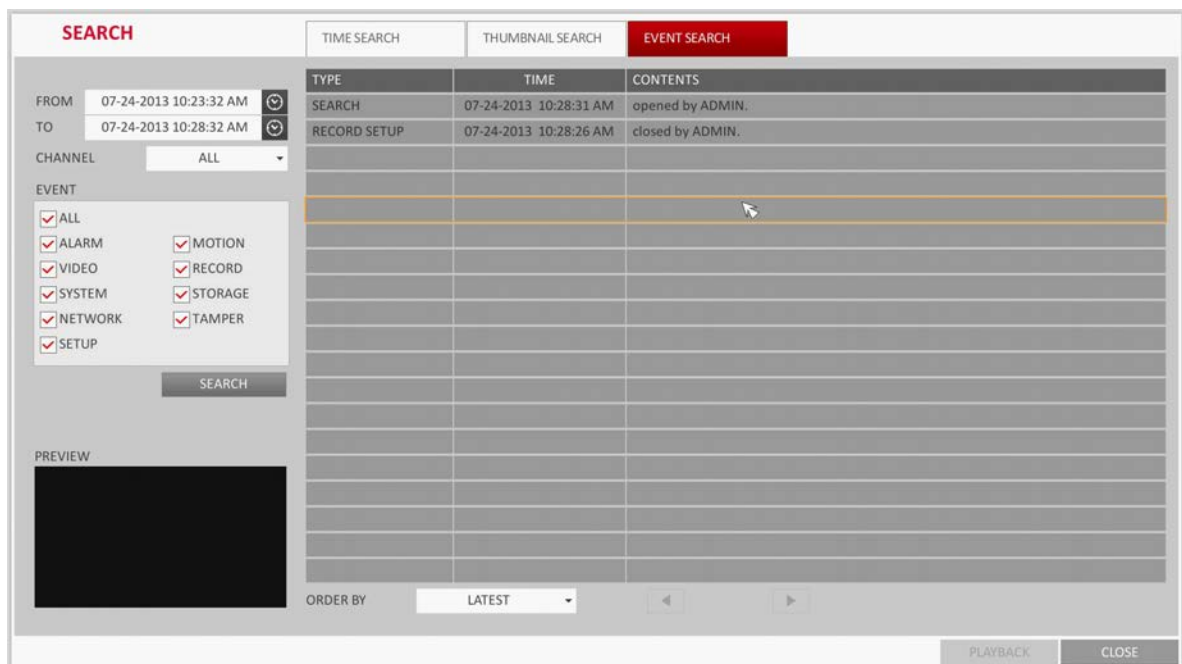 SEARCH
TIME SEARCH THUMBNAIL SEARCH EVENT SEARCH
TYPE TIME CONTENTS
FROM 07-24-2013 10:23:32 AM
SEARCH 07-24-2013 10:28:31 AM opened by ADMIN.
TO 07-24-2013 10:28:32 AM
RECORD SETUP 07-24-2013 10:28:26 AM closed by ADMIN.
CHANNEL ALL
EVENT
ALL
ALARM MOTION
VIDEO RECORD
SYSTEM STORAGE
NETWORK TAMPER
SETUP
SEARCH
PREVIEW
ORDER BY LATEST
PLAYBACK CLOSE